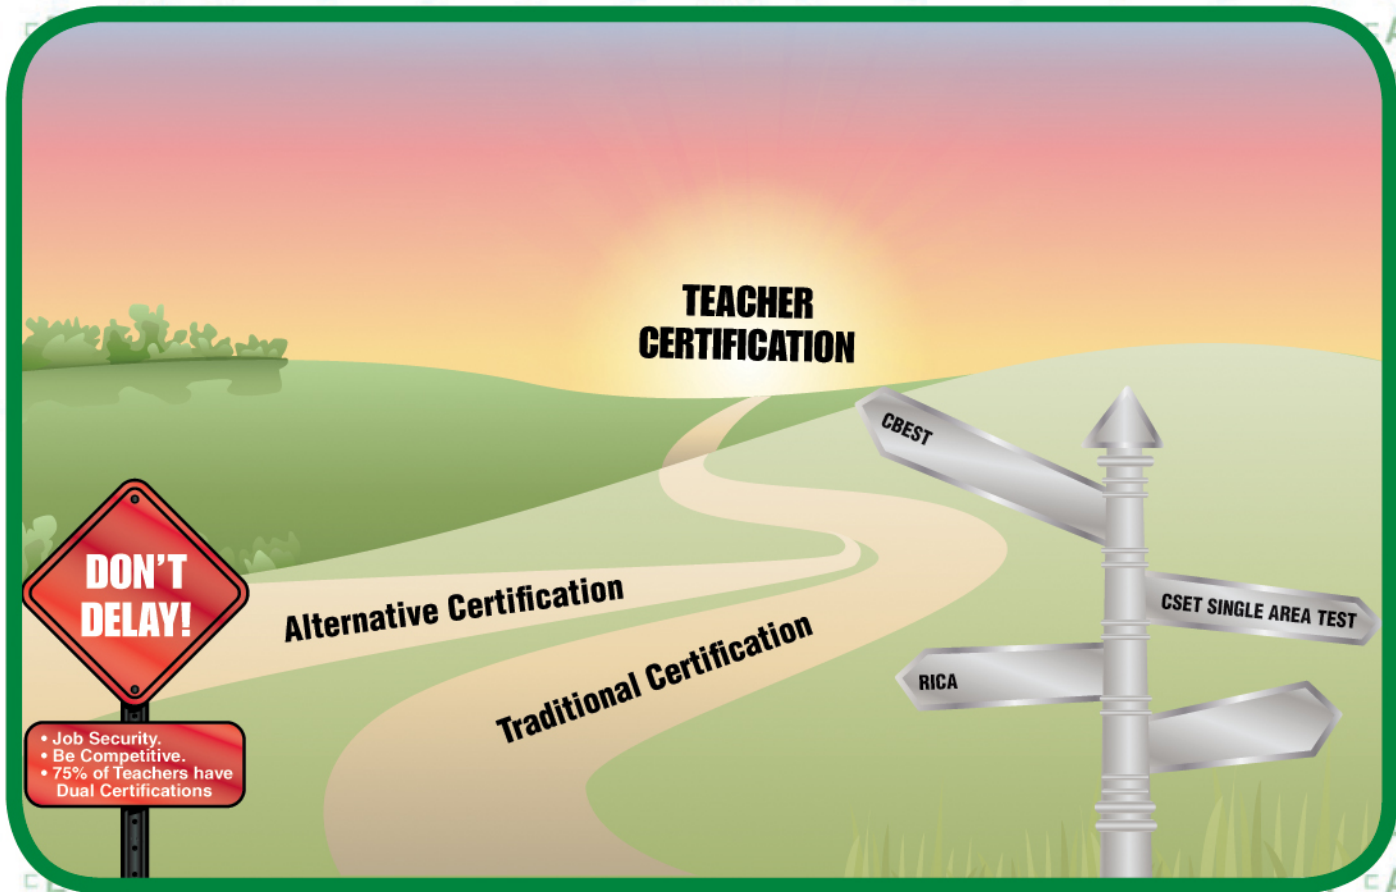 TEACHER
CERTIFICATION
CBEST
CSET SINGLE AREA TEST
RICA
DON'T
DELAY!
Alternative Certification
Traditional Certification
• Job Security.
• Be Competitive.
• 75% of Teachers have
Dual Certifications